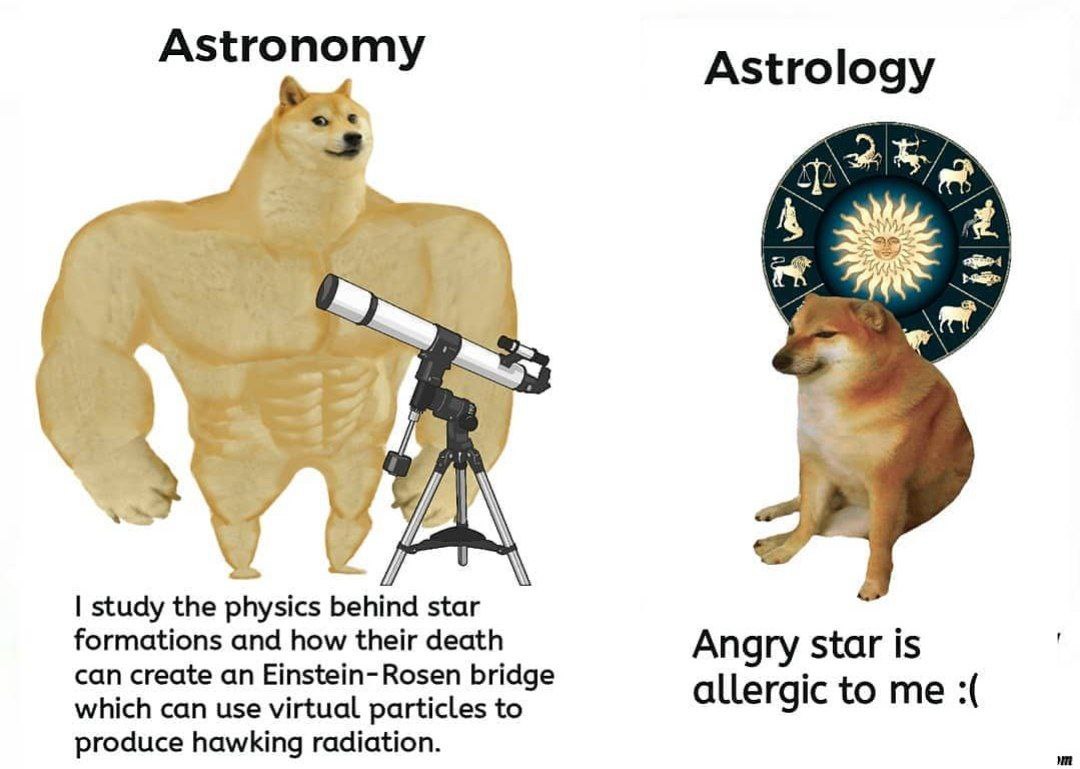 Astronomy
Astrology
I study the physics behind star
formations and how their death
can create an Einstein-Rosen bridge
which can use virtual particles to
produce hawking radiation.
Angry star is
allergic to me :(